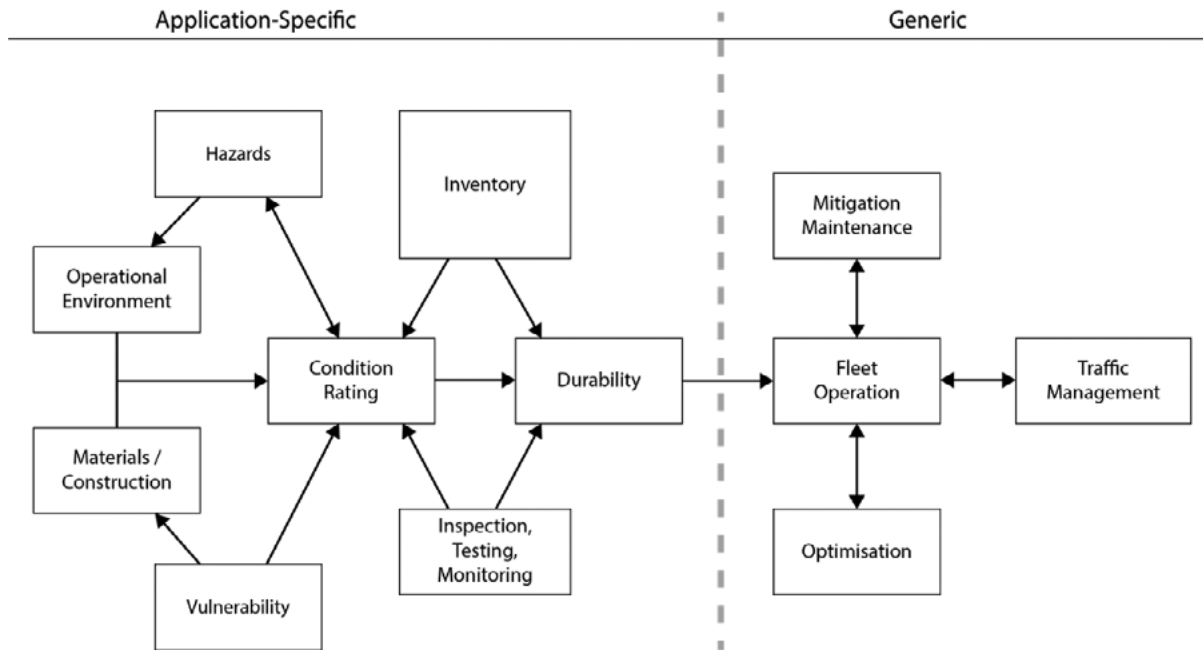 Application-Specific
Generic
Hazards
Inventory
Mitigation
Maintenance
Operational
Environment
Condition
Rating
Durability
Fleet
Operation
Traffic
Management
Materials /
Construction
Inspection,
Testing,
Monitoring
Optimisation
Vulnerability